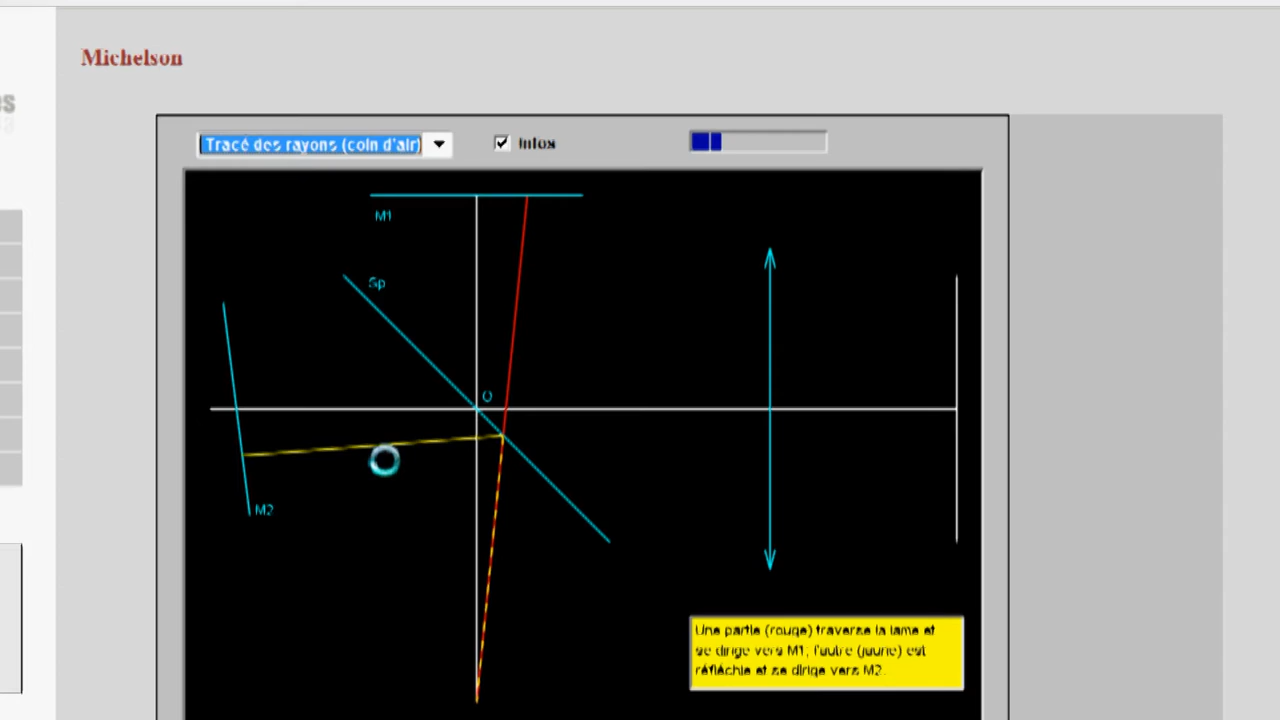 Michelson
es
Tracé des rayons (coin d'air)
Infos
M1
Sp
O
M2
Une partie (rouge) traverse la lame et
se dirige vers M1; l'autre (jaune) est
réfléchie et se dirige vers M2.